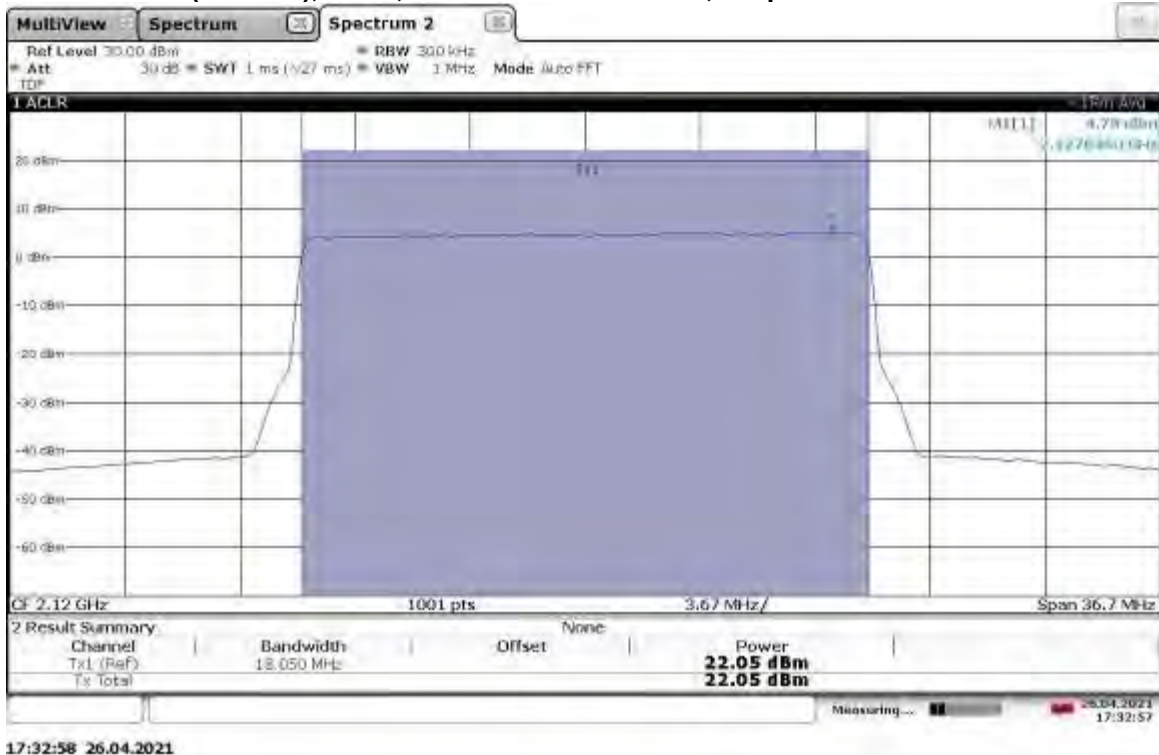 MultiView Spectrum Spectrum 2
Ref Level 30.00 dBm RBW 300 kHz
Att 30 dB SWT 1 ms VBW 1 MHz Mode Auto FFT
TDF
1 ACLR 1Rm Avg
M1[1] 4.79 dBm
GHz
20 dBm
Tx1
10 dBm
0 dBm
-10 dBm
-20 dBm
-30 dBm
-40 dBm
-50 dBm
-60 dBm
CF 2.12 GHz 1001 pts 3.67 MHz/ Span 36.7 MHz
2 Result Summary None
Channel Bandwidth Offset Power
Tx1 (Ref) 18.050 MHz 22.05 dBm
Tx Total 22.05 dBm
Measuring... 26.04.2021
17:32:57
17:32:58 26.04.2021